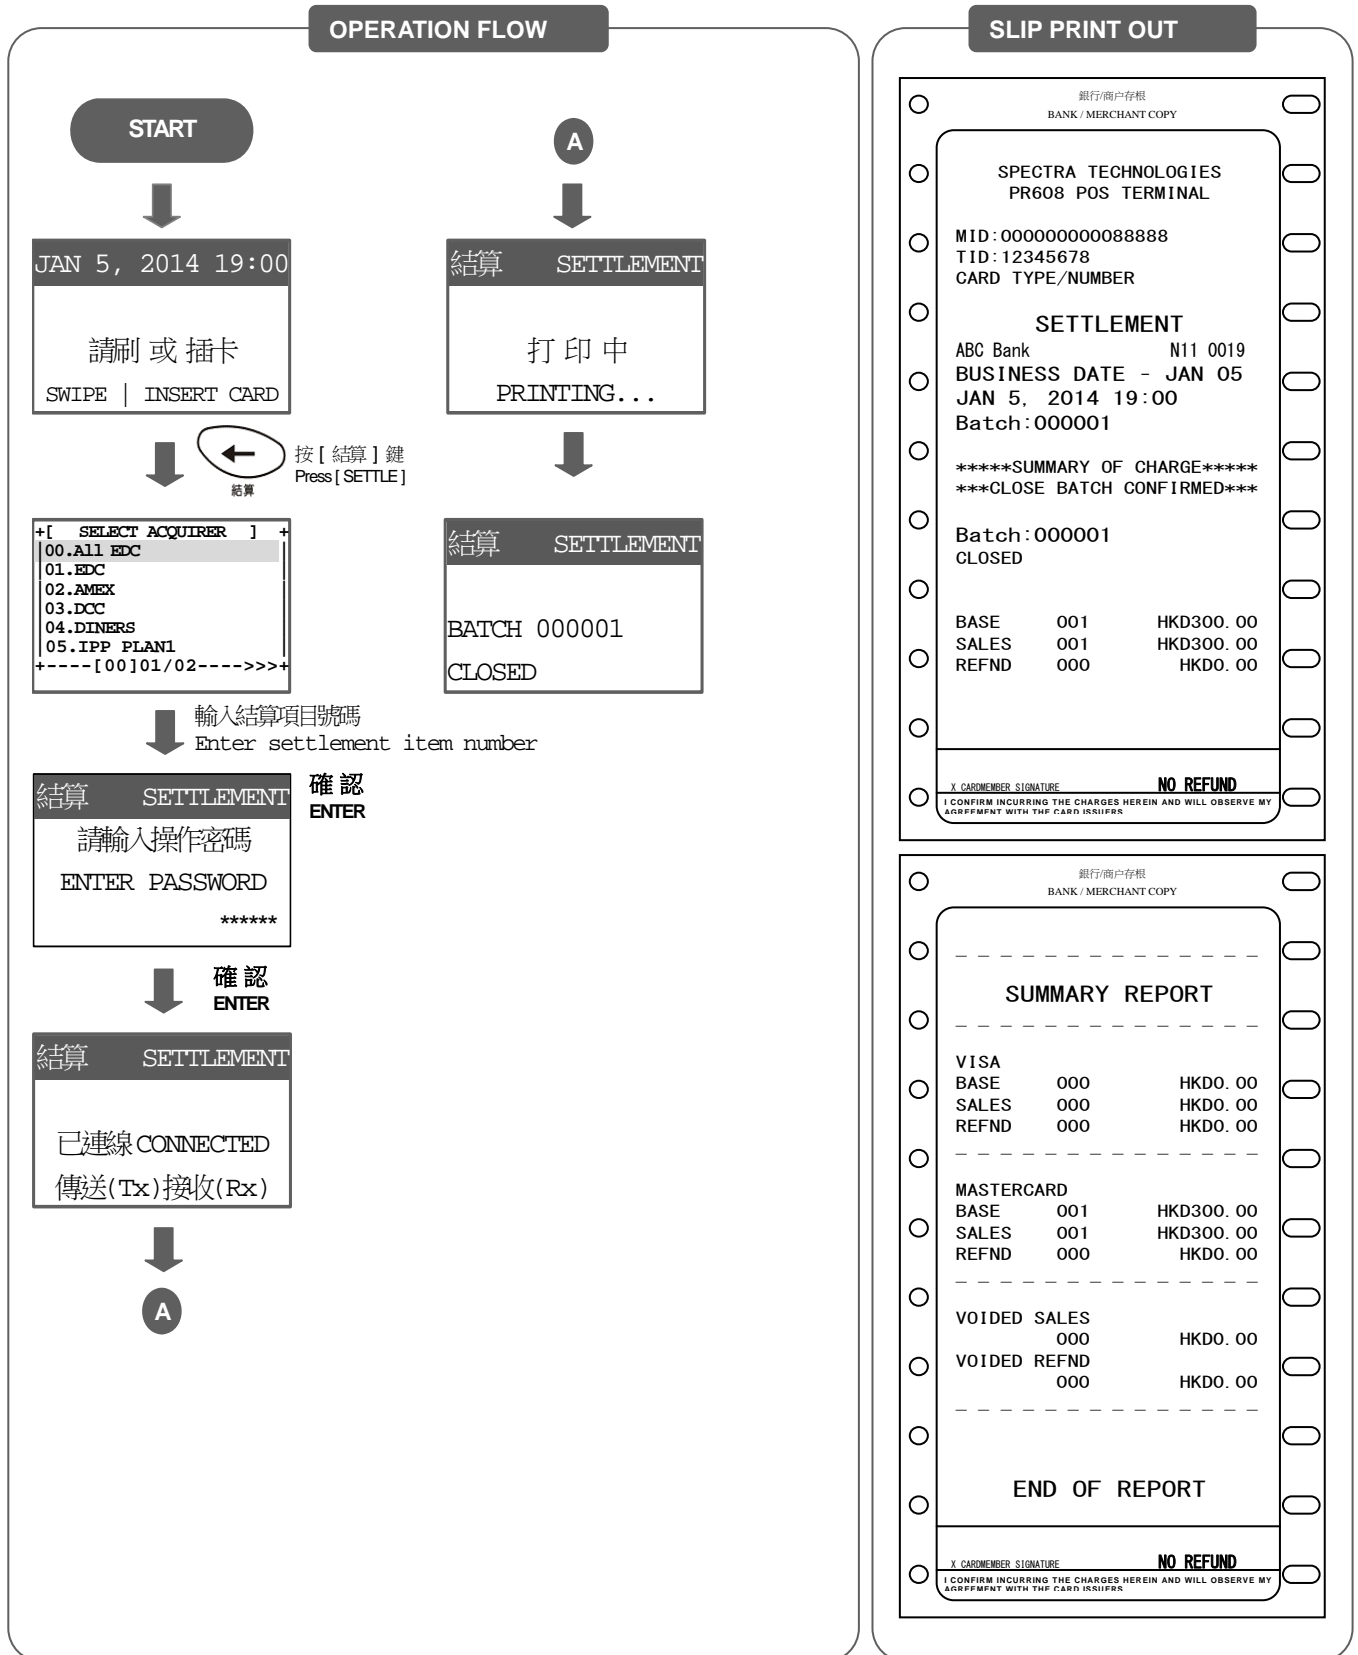 OPERATION FLOW
START
JAN 5, 2014 19:00
請刷 或 插卡
SWIPE | INSERT CARD
結算
按 [ 結算 ] 鍵
Press [ SETTLE ]
+[ SELECT ACQUIRER ] +
|00.All EDC |
|01.EDC |
|02.AMEX |
|03.DCC |
|04.DINERS |
|05.IPP PLAN1 |
+----[00]01/02---->>>+
輸入結算項目號碼
Enter settlement item number
結算 SETTLEMENT
請輸入操作密碼
ENTER PASSWORD
******
確 認
ENTER
確 認
ENTER
結算 SETTLEMENT
已連線 CONNECTED
傳送(Tx)接收(Rx)
A
A
結算 SETTLEMENT
打 印 中
PRINTING...
結算 SETTLEMENT
BATCH 000001
CLOSED
SLIP PRINT OUT
銀行/商户存根
BANK / MERCHANT COPY
SPECTRA TECHNOLOGIES
PR608 POS TERMINAL
MID:000000000088888
TID:12345678
CARD TYPE/NUMBER
SETTLEMENT
ABC Bank N11 0019
BUSINESS DATE - JAN 05
JAN 5, 2014 19:00
Batch:000001
*****SUMMARY OF CHARGE*****
***CLOSE BATCH CONFIRMED***
Batch:000001
CLOSED
BASE 001 HKD300.00
SALES 001 HKD300.00
REFND 000 HKD0.00
X CARDMEMBER SIGNATURE NO REFUND
I CONFIRM INCURRING THE CHARGES HEREIN AND WILL OBSERVE MY
AGREEMENT WITH THE CARD ISSUERS
銀行/商户存根
BANK / MERCHANT COPY
- - - - - - - - - - - - - - -
SUMMARY REPORT
- - - - - - - - - - - - - - -
VISA
BASE 000 HKD0.00
SALES 000 HKD0.00
REFND 000 HKD0.00
- - - - - - - - - - - - - - -
MASTERCARD
BASE 001 HKD300.00
SALES 001 HKD300.00
REFND 000 HKD0.00
- - - - - - - - - - - - - - -
VOIDED SALES
000 HKD0.00
VOIDED REFND
000 HKD0.00
- - - - - - - - - - - - - - -
END OF REPORT
X CARDMEMBER SIGNATURE NO REFUND
I CONFIRM INCURRING THE CHARGES HEREIN AND WILL OBSERVE MY
AGREEMENT WITH THE CARD ISSUERS